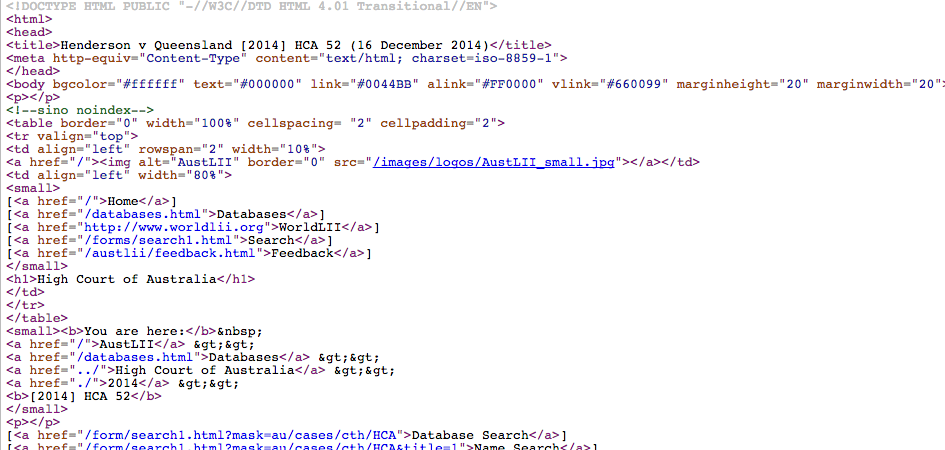 <!DOCTYPE HTML PUBLIC "-//W3C//DTD HTML 4.01 Transitional//EN">
<html>
<head>
<title>Henderson v Queensland [2014] HCA 52 (16 December 2014)</title>
<meta http-equiv="Content-Type" content="text/html; charset=iso-8859-1">
</head>
<body bgcolor="#ffffff" text="#000000" link="#0044BB" alink="#FF0000" vlink="#660099" marginheight="20" marginwidth="20">
<p></p>
<!--sino noindex-->
<table border="0" width="100%" cellspacing= "2" cellpadding="2">
<tr valign="top">
<td align="left" rowspan="2" width="10%">
<a href="/"><img alt="AustLII" border="0" src="/images/logos/AustLII_small.jpg"></a></td>
<td align="left" width="80%">
<small>
[<a href="/">Home</a>]
[<a href="/databases.html">Databases</a>]
[<a href="http://www.worldlii.org">WorldLII</a>]
[<a href="/forms/search1.html">Search</a>]
[<a href="/austlii/feedback.html">Feedback</a>]
</small>
<h1>High Court of Australia</h1>
</td>
</tr>
</table>
<small><b>You are here:</b>&nbsp;
<a href="/">AustLII</a> &gt;&gt;
<a href="/databases.html">Databases</a> &gt;&gt;
<a href="../">High Court of Australia</a> &gt;&gt;
<a href="./">2014</a> &gt;&gt;
<b>[2014] HCA 52</b>
</small>
<p></p>
[<a href="/form/search1.html?mask=au/cases/cth/HCA">Database Search</a>]
[<a href="/form/search1.html?mask=au/cases/cth/HCA&title=1">Name Search</a>]